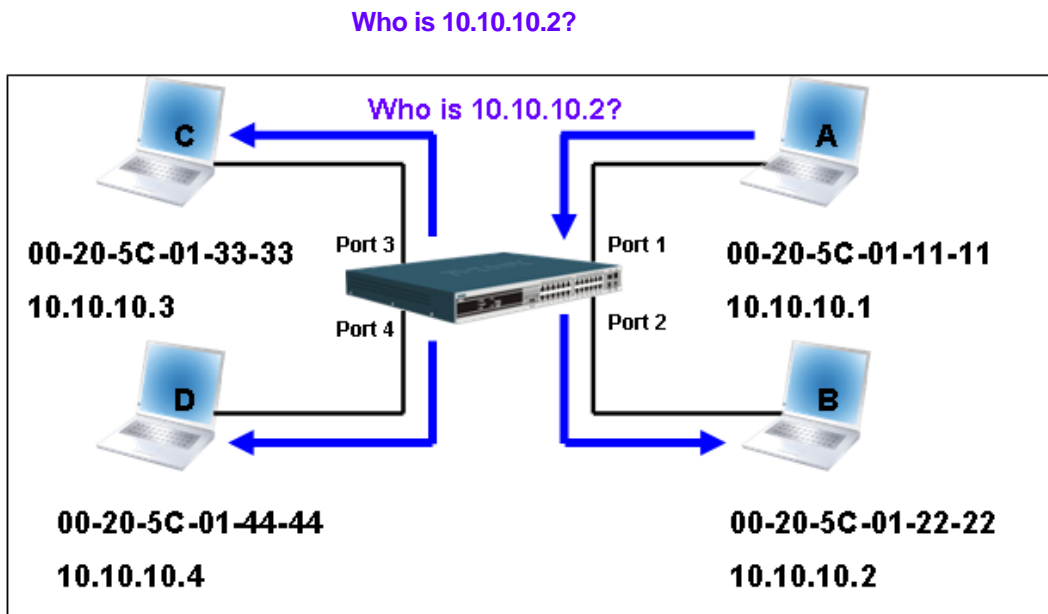 Who is 10.10.10.2?
Who is 10.10.10.2?
C
A
00-20-5C-01-33-33
10.10.10.3
Port 3
Port 1
00-20-5C-01-11-11
10.10.10.1
Port 4
Port 2
D
B
00-20-5C-01-44-44
10.10.10.4
00-20-5C-01-22-22
10.10.10.2